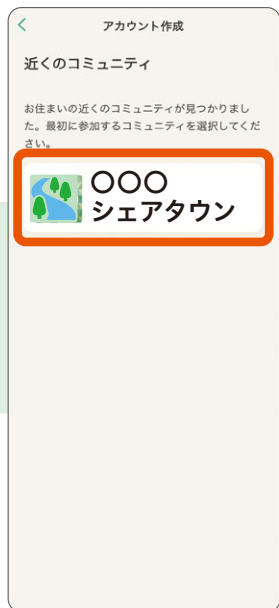 アカウント作成
近くのコミュニティ
お住まいの近くのコミュニティが見つかりまし
た。最初に参加するコミュニティを選択してくだ
さい。
〇〇〇
シェアタウン